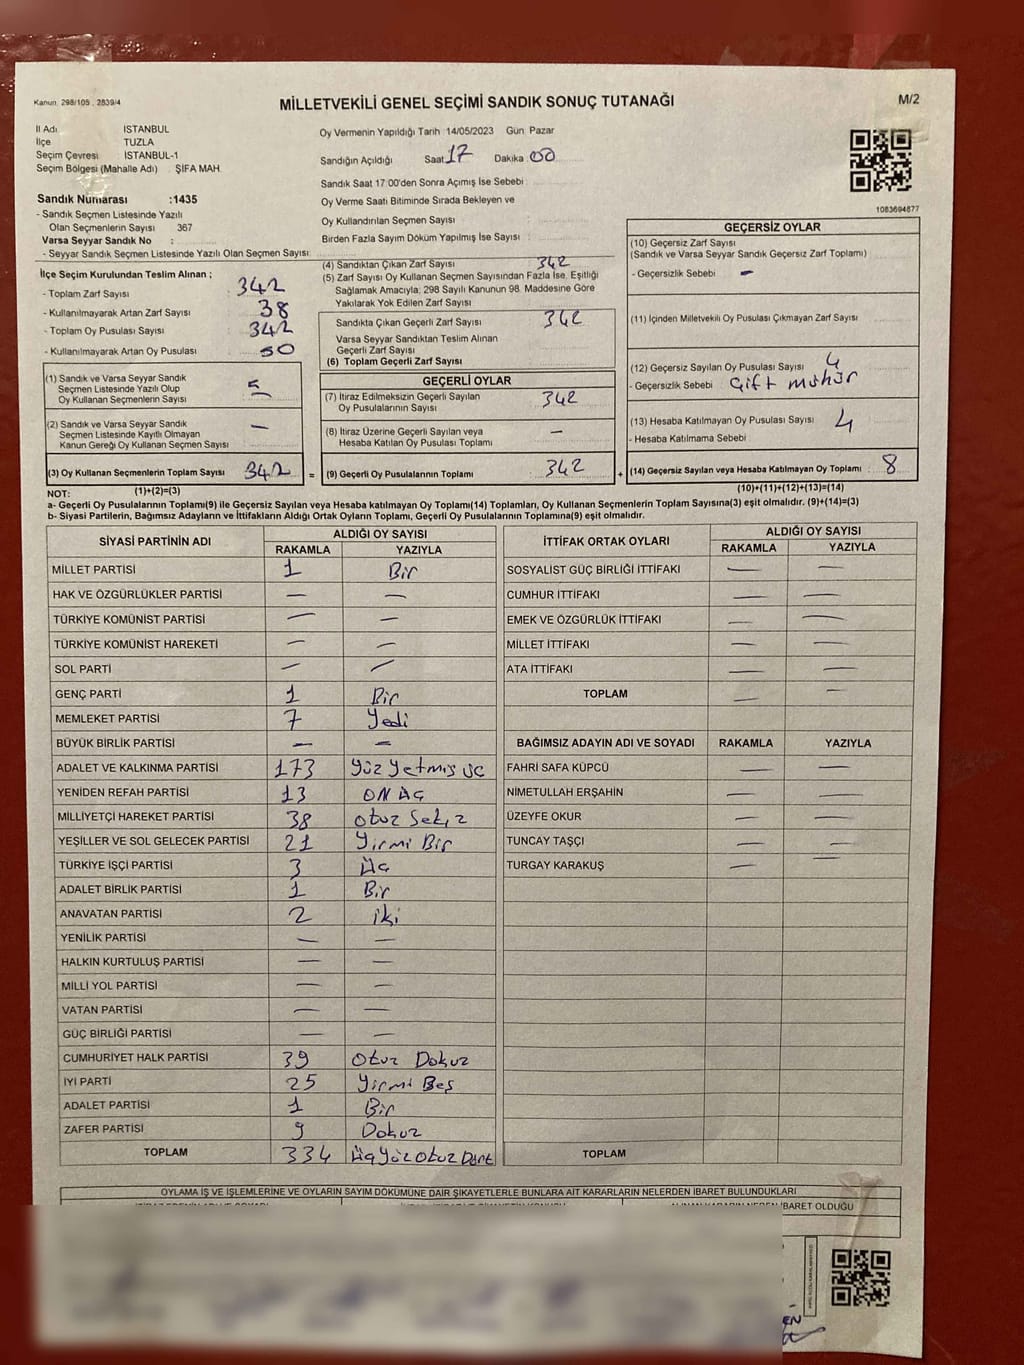 Kanun: 298/105 , 2839/4
MİLLETVEKİLİ GENEL SEÇİMİ SANDIK SONUÇ TUTANAĞI
M/2
İl Adı İSTANBUL
İlçe TUZLA
Seçim Çevresi İSTANBUL-1
Seçim Bölgesi (Mahalle Adı) : ŞİFA MAH.
Sandık Numarası :1435
- Sandık Seçmen Listesinde Yazılı
Olan Seçmenlerin Sayısı 367
Varsa Seyyar Sandık No :
- Seyyar Sandık Seçmen Listesinde Yazılı Olan Seçmen Sayısı:
Oy Vermenin Yapıldığı Tarih 14/05/2023 Gün Pazar
Sandığın Açıldığı Saat 17 Dakika 00
Sandık Saat 17:00'den Sonra Açımış İse Sebebi :
Oy Verme Saati Bitiminde Sırada Bekleyen ve
Oy Kullandırılan Seçmen Sayısı :
Birden Fazla Sayım Döküm Yapılmış İse Sayısı :
1083694877
İlçe Seçim Kurulundan Teslim Alınan ;
- Toplam Zarf Sayısı : 342
- Kullanılmayarak Artan Zarf Sayısı : 38
- Toplam Oy Pusulası Sayısı : 342
- Kullanılmayarak Artan Oy Pusulası : 50
(1) Sandık ve Varsa Seyyar Sandık
Seçmen Listesinde Yazılı Olup
Oy Kullanan Seçmenlerin Sayısı 5
(2) Sandık ve Varsa Seyyar Sandık
Seçmen Listesinde Kayıtlı Olmayan
Kanun Gereği Oy Kullanan Seçmen Sayısı —
(3) Oy Kullanan Seçmenlerin Toplam Sayısı 342 =
(1)+(2)=(3)
(4) Sandıktan Çıkan Zarf Sayısı 342
(5) Zarf Sayısı Oy Kullanan Seçmen Sayısından Fazla İse, Eşitliği
Sağlamak Amacıyla; 298 Sayılı Kanunun 98. Maddesine Göre
Yakılarak Yok Edilen Zarf Sayısı :
Sandıkta Çıkan Geçerli Zarf Sayısı 342
Varsa Seyyar Sandıktan Teslim Alınan
Geçerli Zarf Sayısı
(6) Toplam Geçerli Zarf Sayısı
GEÇERLİ OYLAR
(7) İtiraz Edilmeksizin Geçerli Sayılan
Oy Pusulalarının Sayısı 342
(8) İtiraz Üzerine Geçerli Sayılan veya
Hesaba Katılan Oy Pusulası Toplamı —
(9) Geçerli Oy Pusulalarının Toplamı 342 +
GEÇERSİZ OYLAR
(10) Geçersiz Zarf Sayısı
(Sandık ve Varsa Seyyar Sandık Geçersiz Zarf Toplamı)
- Geçersizlik Sebebi : —
(11) İçinden Milletvekili Oy Pusulası Çıkmayan Zarf Sayısı:
(12) Geçersiz Sayılan Oy Pusulası Sayısı : 4
- Geçersizlik Sebebi : Çift mühür
(13) Hesaba Katılmayan Oy Pusulası Sayısı : 4
- Hesaba Katılmama Sebebi :
(14) Geçersiz Sayılan veya Hesaba Katılmayan Oy Toplamı : 8
(10)+(11)+(12)+(13)=(14)
NOT:
a- Geçerli Oy Pusulalarının Toplamı(9) ile Geçersiz Sayılan veya Hesaba katılmayan Oy Toplamı(14) Toplamları, Oy Kullanan Seçmenlerin Toplam Sayısına(3) eşit olmalıdır. (9)+(14)=(3)
b- Siyasi Partilerin, Bağımsız Adayların ve İttifakların Aldığı Ortak Oyların Toplamı, Geçerli Oy Pusulalarının Toplamına(9) eşit olmalıdır.
SİYASİ PARTİNİN ADI ALDIĞI OY SAYISI
RAKAMLA YAZIYLA
MİLLET PARTİSİ 1 Bir
HAK VE ÖZGÜRLÜKLER PARTİSİ — —
TÜRKİYE KOMÜNİST PARTİSİ — —
TÜRKİYE KOMÜNİST HAREKETİ — —
SOL PARTİ — —
GENÇ PARTİ 1 Bir
MEMLEKET PARTİSİ 7 Yedi
BÜYÜK BİRLİK PARTİSİ — —
ADALET VE KALKINMA PARTİSİ 173 Yüz Yetmiş üç
YENİDEN REFAH PARTİSİ 13 ON ÜÇ
MİLLİYETÇİ HAREKET PARTİSİ 38 Otuz Sekiz
YEŞİLLER VE SOL GELECEK PARTİSİ 21 Yirmi Bir
TÜRKİYE İŞÇİ PARTİSİ 3 Üç
ADALET BİRLİK PARTİSİ 1 Bir
ANAVATAN PARTİSİ 2 iki
YENİLİK PARTİSİ — —
HALKIN KURTULUŞ PARTİSİ — —
MİLLİ YOL PARTİSİ — —
VATAN PARTİSİ — —
GÜÇ BİRLİĞİ PARTİSİ — —
CUMHURİYET HALK PARTİSİ 39 Otuz Dokuz
İYİ PARTİ 25 Yirmi Beş
ADALET PARTİSİ 1 Bir
ZAFER PARTİSİ 9 Dokuz
TOPLAM 334 ÜçYüzOtuzDört
İTTİFAK ORTAK OYLARI ALDIĞI OY SAYISI
RAKAMLA YAZIYLA
SOSYALİST GÜÇ BİRLİĞİ İTTİFAKI — —
CUMHUR İTTİFAKI — —
EMEK VE ÖZGÜRLÜK İTTİFAKI — —
MİLLET İTTİFAKI — —
ATA İTTİFAKI — —
TOPLAM — —
BAĞIMSIZ ADAYIN ADI VE SOYADI RAKAMLA YAZIYLA
FAHRİ SAFA KÜPCÜ — —
NİMETULLAH ERŞAHİN — —
ÜZEYFE OKUR — —
TUNCAY TAŞÇI — —
TURGAY KARAKUŞ — —
TOPLAM
OYLAMA İŞ VE İŞLEMLERİNE VE OYLARIN SAYIM DÖKÜMÜNE DAİR ŞİKAYETLERLE BUNLARA AİT KARARLARIN NELERDEN İBARET BULUNDUKLARI
İBARET OLDUĞU